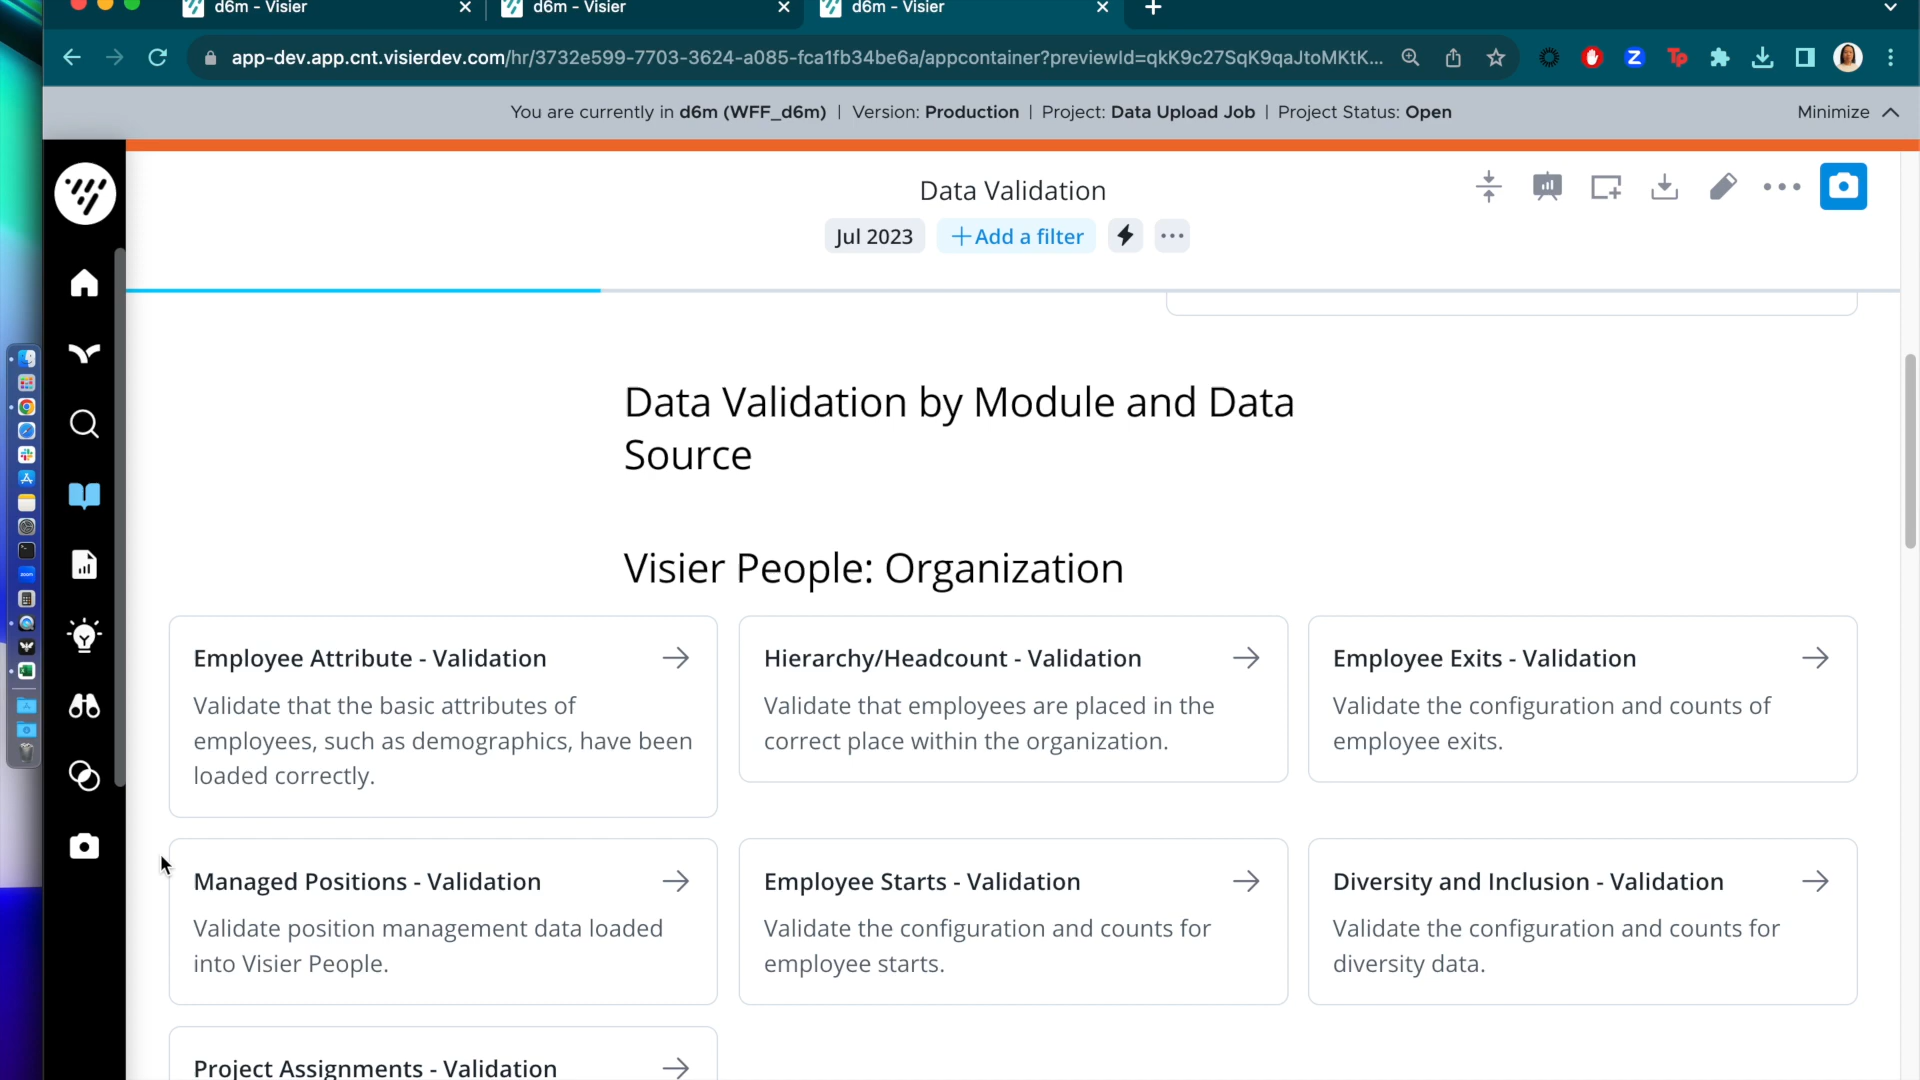 d6m - Visier
d6m - Visier
d6m - Visier
app-dev.app.cnt.visierdev.com/hr/3732e599-7703-3624-a085-fca1fb34be6a/appcontainer?previewId=qkK9c27SqK9qaJtoMKtK...
You are currently in d6m (WFF_d6m) | Version: Production | Project: Data Upload Job | Project Status: Open
Minimize
Data Validation
Jul 2023
+Add a filter
Data Validation by Module and Data
Source
Visier People: Organization
Employee Attribute - Validation
Validate that the basic attributes of
employees, such as demographics, have been
loaded correctly.
Hierarchy/Headcount - Validation
Validate that employees are placed in the
correct place within the organization.
Employee Exits - Validation
Validate the configuration and counts of
employee exits.
Managed Positions - Validation
Validate position management data loaded
into Visier People.
Employee Starts - Validation
Validate the configuration and counts for
employee starts.
Diversity and Inclusion - Validation
Validate the configuration and counts for
diversity data.
Project Assignments - Validation